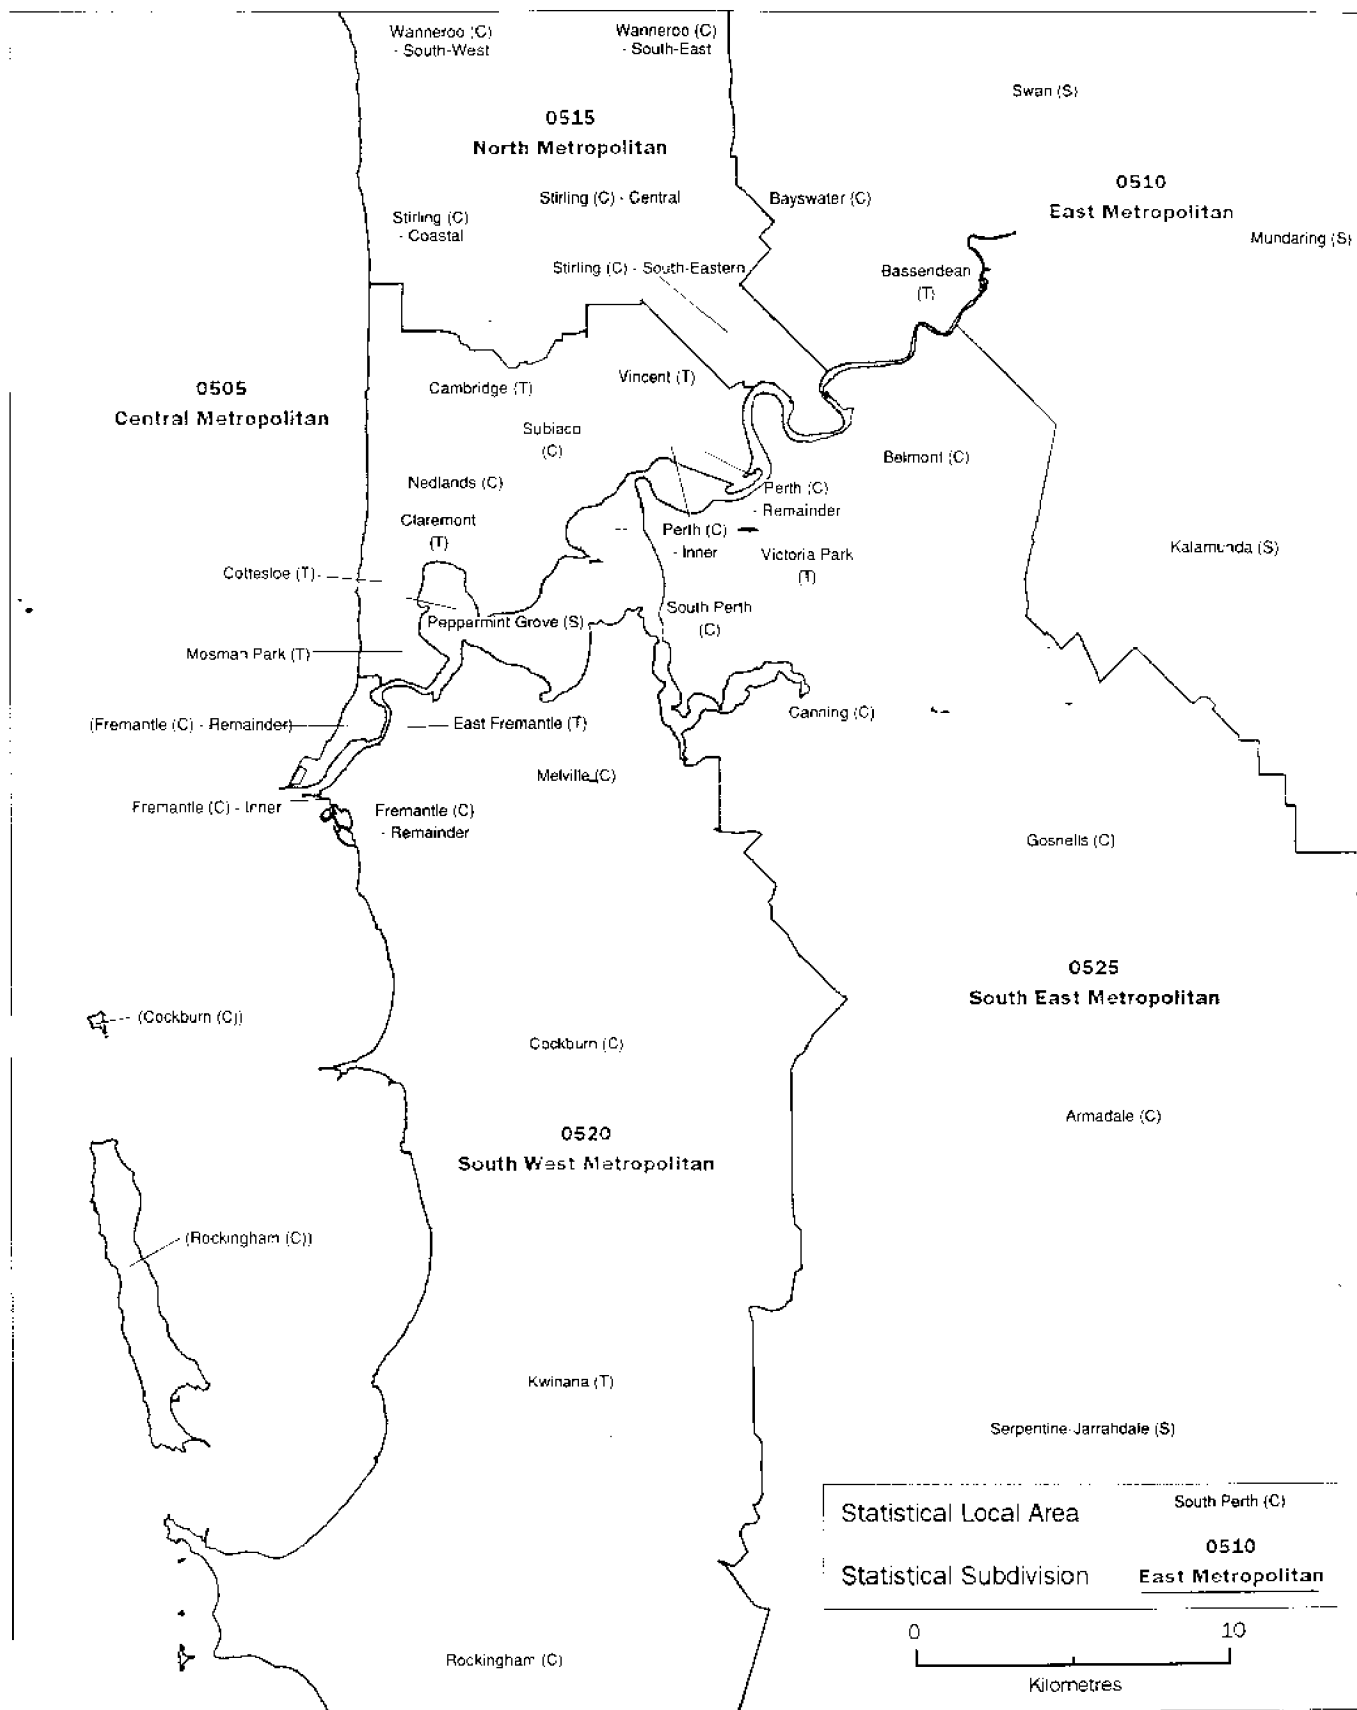 Wanneroo (C)
- South-West
Wanneroo (C)
- South-East
Swan (S)
0515
North Metropolitan
0510
East Metropolitan
Stirling (C) - Central
Bayswater (C)
Stirling (C)
- Coastal
Mundaring (S)
Stirling (C) - South-Eastern
Bassendean
(T)
0505
Central Metropolitan
Cambridge (T)
Vincent (T)
Subiaco
(C)
Belmont (C)
Nedlands (C)
Perth (C)
- Remainder
Claremont
(T)
Perth (C)
- Inner
Victoria Park
(T)
Kalamunda (S)
Cottesloe (T)
South Perth
(C)
Peppermint Grove (S)
Mosman Park (T)
(Fremantle (C) - Remainder)
East Fremantle (T)
Canning (C)
Melville (C)
Fremantle (C) - Inner
Fremantle (C)
- Remainder
Gosnells (C)
0525
South East Metropolitan
(Cockburn (C))
Cockburn (C)
Armadale (C)
0520
South West Metropolitan
(Rockingham (C))
Kwinana (T)
Serpentine-Jarrahdale (S)
Statistical Local Area
South Perth (C)
0510
Statistical Subdivision
East Metropolitan
0 10
Kilometres
Rockingham (C)